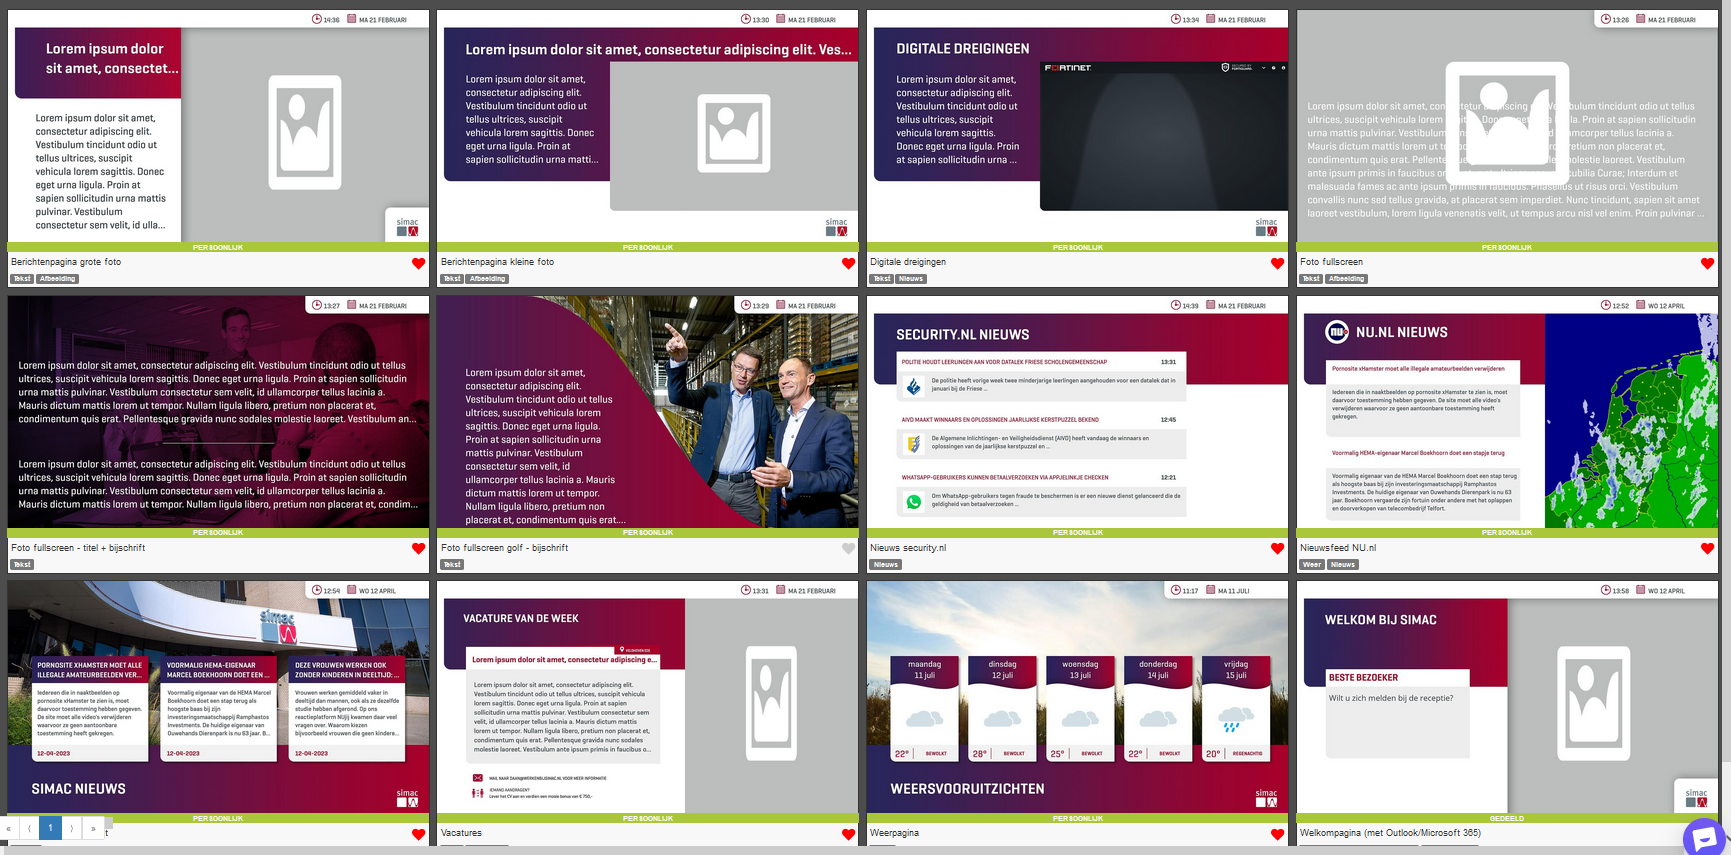 14:36 MA 21 FEBRUARI
Lorem ipsum dolor
sit amet, consectet...
Lorem ipsum dolor sit amet,
consectetur adipiscing elit.
Vestibulum tincidunt odio ut
tellus ultrices, suscipit
vehicula lorem sagittis. Donec
eget urna ligula. Proin at
sapien sollicitudin urna mattis
pulvinar. Vestibulum
consectetur sem velit, id ulla...
simac
PERSOONLIJK
Berichtenpagina grote foto
Tekst Afbeelding
13:30 MA 21 FEBRUARI
Lorem ipsum dolor sit amet, consectetur adipiscing elit. Ves...
Lorem ipsum dolor sit amet,
consectetur adipiscing elit.
Vestibulum tincidunt odio ut
tellus ultrices, suscipit
vehicula lorem sagittis. Donec
eget urna ligula. Proin at
sapien sollicitudin urna matti...
simac
PERSOONLIJK
Berichtenpagina kleine foto
Tekst Afbeelding
13:34 MA 21 FEBRUARI
DIGITALE DREIGINGEN
Lorem ipsum dolor sit amet,
consectetur adipiscing elit.
Vestibulum tincidunt odio ut
tellus ultrices, suscipit
vehicula lorem sagittis.
Donec eget urna ligula. Proin
at sapien sollicitudin urna ...
FORTINET
simac
PERSOONLIJK
Digitale dreigingen
Tekst Nieuws
13:26 MA 21 FEBRUARI
Lorem ipsum dolor sit amet, con tetur piscing Ve bulum tincidunt odio ut tellus
ultrices, suscipit vehicula lorem la. Proin at sapien sollicitudin
urna mattis pulvinar. Vestibulum d amcorper tellus lacinia a.
Mauris dictum mattis lorem ut te retium non placerat et,
condimentum quis erat. Pellente molestie laoreet. Vestibulum
ante ipsum primis in faucibus or cubilia Curae; Interdum et
malesuada fames ac ante ipsum primis in faucibus. Phasellus ut risus orci. Vestibulum
convallis nunc sed tellus gravida, at placerat sem imperdiet. Nunc tincidunt, sapien sit amet
laoreet vestibulum, lorem ligula venenatis velit, ut tempus arcu nisl vel enim. Proin pulvinar ...
PERSOONLIJK
Foto fullscreen
Tekst Afbeelding
13:27 MA 21 FEBRUARI
Lorem ipsum dolor sit amet, consectetur adipiscing elit. Vestibulum tincidunt odio ut tellus
ultrices, suscipit vehicula lorem sagittis. Donec eget urna ligula. Proin at sapien sollicitudin
urna mattis pulvinar. Vestibulum consectetur sem velit, id ullamcorper tellus lacinia a.
Mauris dictum mattis lorem ut tempor. Nullam ligula libero, pretium non placerat et,
condimentum quis erat. Pellentesque gravida nunc sodales molestie laoreet. Vestibulum an...
Lorem ipsum dolor sit amet, consectetur adipiscing elit. Vestibulum tincidunt odio ut tellus
ultrices, suscipit vehicula lorem sagittis. Donec eget urna ligula. Proin at sapien sollicitudin
urna mattis pulvinar. Vestibulum consectetur sem velit, id ullamcorper tellus lacinia a.
Mauris dictum mattis lorem ut tempor. Nullam ligula libero, pretium non placerat et, condim...
PERSOONLIJK
Foto fullscreen - titel + bijschrift
Tekst
13:29 MA 21 FEBRUARI
Lorem ipsum dolor sit amet,
consectetur adipiscing elit.
Vestibulum tincidunt odio ut tellus
ultrices, suscipit vehicula lorem
sagittis. Donec eget urna ligula.
Proin at sapien sollicitudin urna
mattis pulvinar. Vestibulum
consectetur sem velit, id
ullamcorper tellus lacinia a. Mauris
dictum mattis lorem ut tempor.
Nullam ligula libero, pretium non
placerat et, condimentum quis erat....
PERSOONLIJK
Foto fullscreen golf - bijschrift
Tekst
14:39 MA 21 FEBRUARI
SECURITY.NL NIEUWS
POLITIE HOUDT LEERLINGEN AAN VOOR DATALEK FRIESE SCHOLENGEMEENSCHAP 13:31
De politie heeft vorige week twee minderjarige leerlingen aangehouden voor een datalek dat in
januari bij de Friese ...
AIVD MAAKT WINNAARS EN OPLOSSINGEN JAARLIJKSE KERSTPUZZEL BEKEND 12:45
De Algemene Inlichtingen- en Veiligheidsdienst (AIVD) heeft vandaag de winnaars en
oplossingen van de jaarlijkse kerstpuzzel en ...
WHATSAPP-GEBRUIKERS KUNNEN BETAALVERZOEKEN VIA APPJELINKJE CHECKEN 12:21
Om WhatsApp-gebruikers tegen fraude te beschermen is er een nieuwe dienst gelanceerd die de
geldigheid van betaalverzoeken ...
PERSOONLIJK
Nieuws security.nl
Nieuws
12:52 WO 12 APRIL
NU NU.NL NIEUWS
Pornosite xHamster moet alle illegale amateurbeelden verwijderen
Iedereen die in naaktbeelden op pornosite xHamster te zien is, moet
daarvoor toestemming hebben gegeven. De site moet alle video's
verwijderen waarvoor ze geen aantoonbare toestemming heeft
gekregen.
Voormalig HEMA-eigenaar Marcel Boekhoorn doet een stapje terug
Voormalig eigenaar van de HEMA Marcel Boekhoorn doet een stap terug
als hoogste baas bij zijn investeringsmaatschappij Ramphastos
Investments. De huidige eigenaar van Ouwehands Dierenpark is nu 63
jaar. Boekhoorn vergaarde zijn fortuin onder andere met het oplappen
en doorverkopen van telecombedrijf Telfort.
PERSOONLIJK
Nieuwsfeed NU.nl
Weer Nieuws
12:54 WO 12 APRIL
simac
PORNOSITE XHAMSTER MOET ALLE
ILLEGALE AMATEURBEELDEN VER...
Iedereen die in naaktbeelden op
pornosite xHamster te zien is, moet
daarvoor toestemming hebben gegeven.
De site moet alle video's verwijderen
waarvoor ze geen aantoonbare
toestemming heeft gekregen.
12-04-2023
VOORMALIG HEMA-EIGENAAR
MARCEL BOEKHOORN DOET EEN ...
Voormalig eigenaar van de HEMA Marcel
Boekhoorn doet een stap terug als
hoogste baas bij zijn
investeringsmaatschappij Ramphastos
Investments. De huidige eigenaar van
Ouwehands Dierenpark is nu 63 jaar. B...
12-04-2023
DEZE VROUWEN WERKEN OOK
ZONDER KINDEREN IN DEELTIJD: ...
Vrouwen werken gemiddeld vaker in
deeltijd dan mannen, ook als ze dezelfde
studie hebben afgerond. Op ons
reactieplatform NUjij kwamen daar veel
vragen over. Waarom kiezen
bijvoorbeeld vrouwen die geen kindere...
12-04-2023
SIMAC NIEUWS
simac
PERSOONLIJK
« ⟨ 1 ⟩ » t
13:31 MA 21 FEBRUARI
VACATURE VAN DE WEEK
Lorem ipsum dolor sit amet, consectetur adipiscing e...
Lorem ipsum dolor sit amet, consectetur adipiscing elit.
Vestibulum tincidunt odio ut tellus ultrices, suscipit vehicula
lorem sagittis. Donec eget urna ligula. Proin at sapien
sollicitudin urna mattis pulvinar. Vestibulum consectetur sem
velit, id ullamcorper tellus lacinia a. Mauris dictum mattis
lorem ut tempor. Nullam ligula libero, pretium non placerat et,
condimentum quis erat. Pellentesque gravida nunc sodales
molestie laoreet. Vestibulum ante ipsum primis in faucibus o...
MAIL NAAR DAAN@WERKENBIJSIMAC.NL VOOR MEER INFORMATIE
IEMAND AANDRAGEN?
Lever het CV aan en verdien een mooie bonus van € 750,-
PERSOONLIJK
Vacatures
11:17 MA 11 JULI
maandag
11 juli
22° BEWOLKT
dinsdag
12 juli
28° BEWOLKT
woensdag
13 juli
25° BEWOLKT
donderdag
14 juli
22° BEWOLKT
vrijdag
15 juli
20° REGENACHTIG
WEERSVOORUITZICHTEN
simac
PERSOONLIJK
Weerpagina
13:58 WO 12 APRIL
WELKOM BIJ SIMAC
BESTE BEZOEKER
Wilt u zich melden bij de receptie?
simac
GEDEELD
Welkompagina (met Outlook/Microsoft 365)